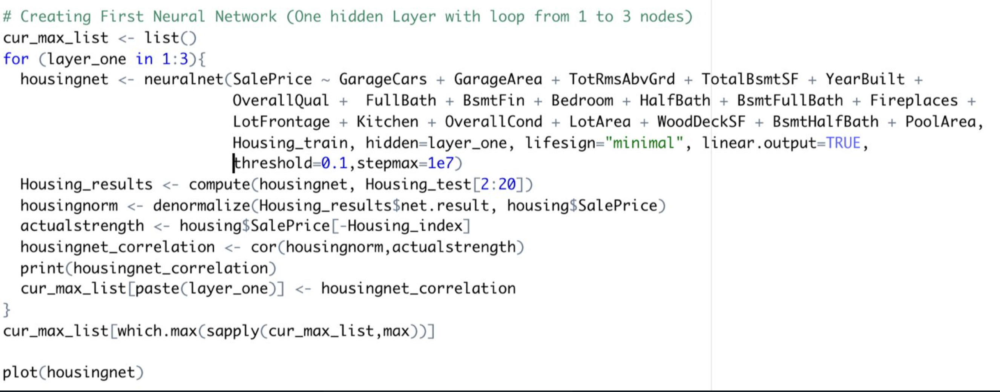 # Creating First Neural Network (One hidden Layer with loop from 1 to 3 nodes)
cur_max_list <- list()
for (layer_one in 1:3){
  housingnet <- neuralnet(SalePrice ~ GarageCars + GarageArea + TotRmsAbvGrd + TotalBsmtSF + YearBuilt +
                          OverallQual +  FullBath + BsmtFin + Bedroom + HalfBath + BsmtFullBath + Fireplaces +
                          LotFrontage + Kitchen + OverallCond + LotArea + WoodDeckSF + BsmtHalfBath + PoolArea,
                          Housing_train, hidden=layer_one, lifesign="minimal", linear.output=TRUE,
                          threshold=0.1,stepmax=1e7)
  Housing_results <- compute(housingnet, Housing_test[2:20])
  housingnorm <- denormalize(Housing_results$net.result, housing$SalePrice)
  actualstrength <- housing$SalePrice[-Housing_index]
  housingnet_correlation <- cor(housingnorm,actualstrength)
  print(housingnet_correlation)
  cur_max_list[paste(layer_one)] <- housingnet_correlation
}
cur_max_list[which.max(sapply(cur_max_list,max))]
plot(housingnet)